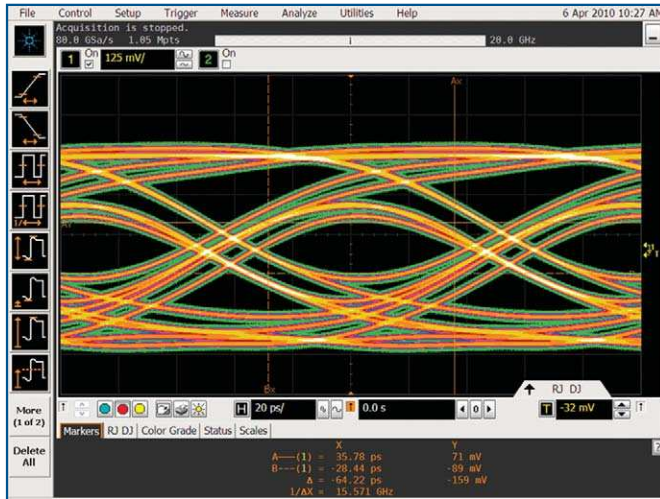 File Control Setup Trigger Measure Analyze Utilities Help 6 Apr 2010 10:27 AM
Acquisition is stopped.
80.0 GSa/s 1.05 Mpts 20.0 GHz
1 On 125 mV/ 2 On
Ax
Bx
RJ DJ
More
(1 of 2)
Delete
All
H 20 ps/ 0.0 s 0 T -32 mV
Markers RJ DJ Color Grade Status Scales
X Y
A—(1) = 35.78 ps 71 mV
B---(1) = -28.44 ps -89 mV
Δ = -64.22 ps -159 mV
1/ΔX = 15.571 GHz